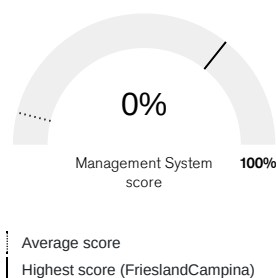 0%
Management System 100%
score
Average score
Highest score (FrieslandCampina)